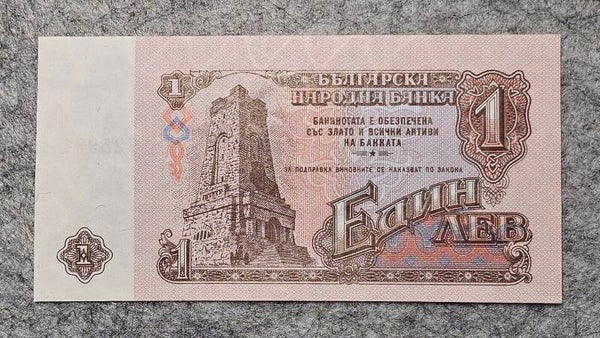 1
БЪЛГАРСКА
НАРОДНА БАНКА
1
БАНКНОТАТА Е ОБЕЗПЕЧЕНА
СЪС ЗЛАТО И ВСИЧКИ АКТИВИ
НА БАНКАТА
ЗА ПОДПРАВКА ВИНОВНИТЕ СЕ НАКАЗВАТ ПО ЗАКОНА
ЕДИН
ЛЕВ
1
1